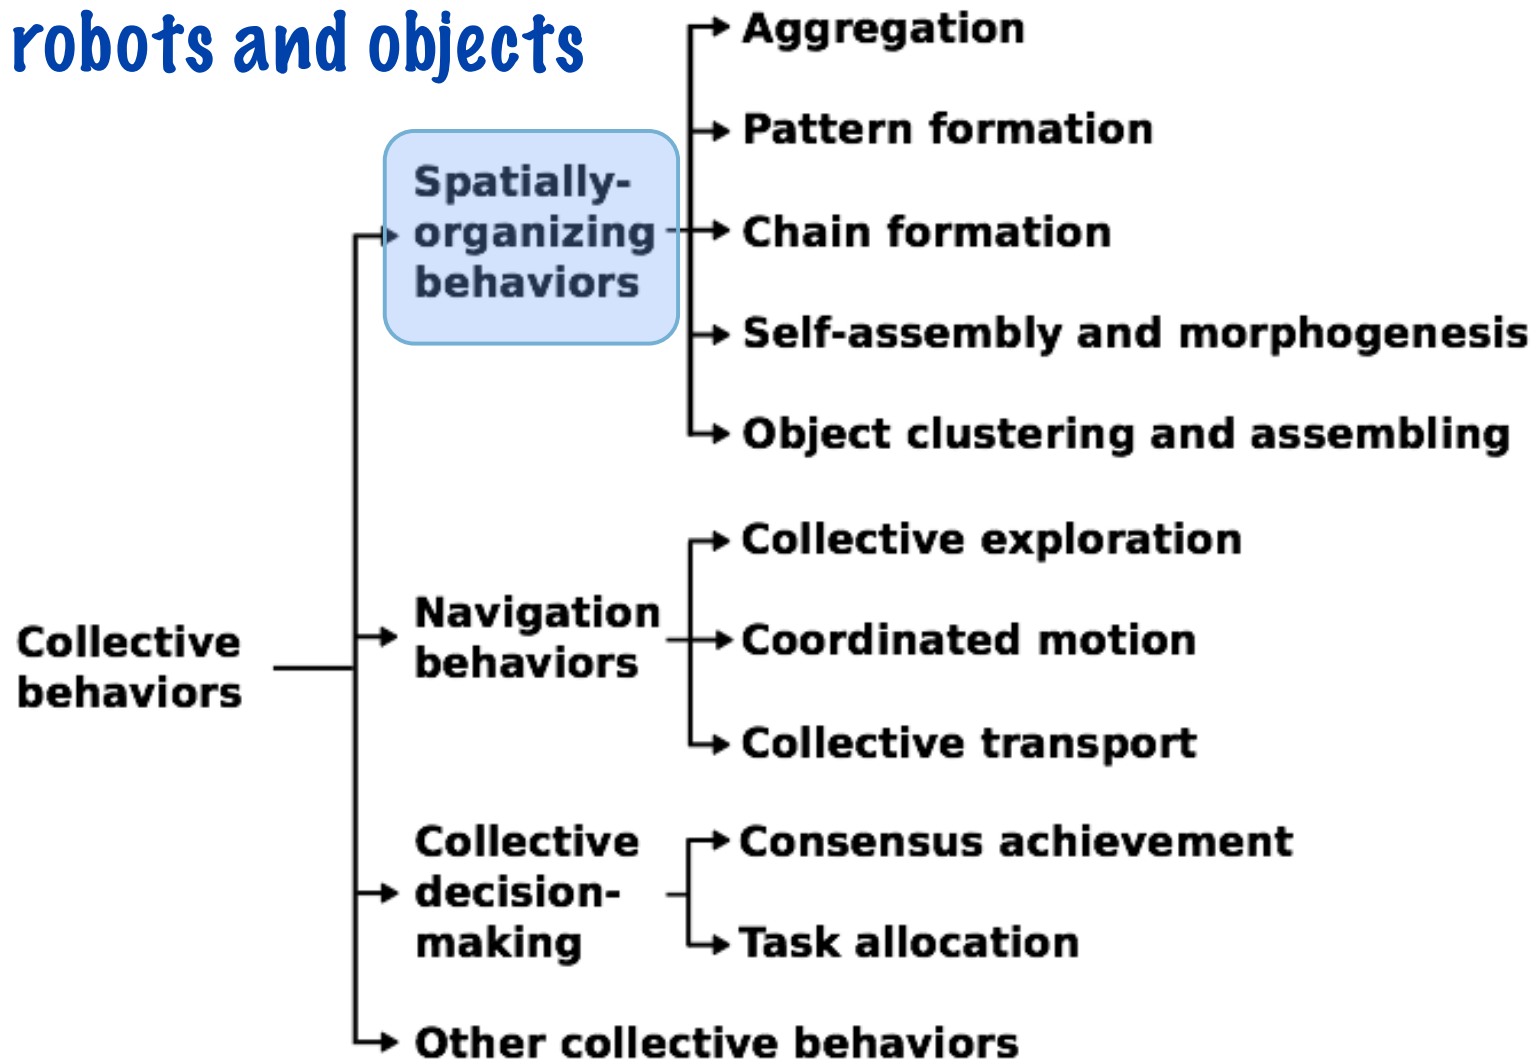 robots and objects
Aggregation
Pattern formation
Spatially-
organizing
behaviors
Chain formation
Self-assembly and morphogenesis
Object clustering and assembling
Collective
behaviors
Navigation
behaviors
Collective exploration
Coordinated motion
Collective transport
Collective
decision-
making
Consensus achievement
Task allocation
Other collective behaviors